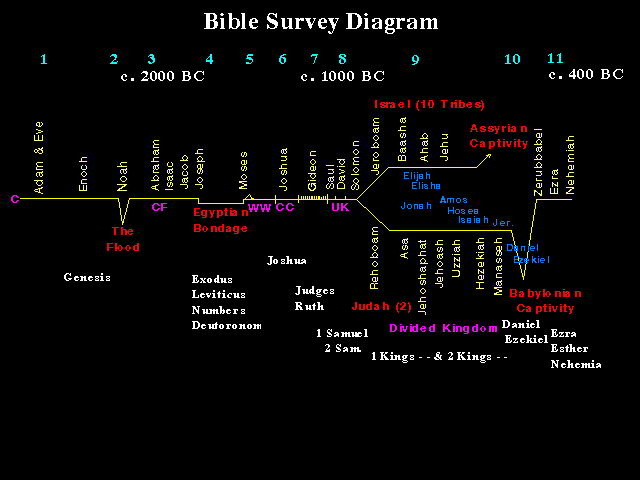 Bible Survey Diagram
1 2 3 4 5 6 7 8 9 10 11
c. 2000 BC c. 1000 BC c. 400 BC
Israel (10 Tribes)
Adam & Eve
Enoch
Noah
Abraham
Isaac
Jacob
Joseph
Moses
Joshua
Gideon
Saul
David
Solomon
Jeroboam
Baasha
Ahab
Jehu
Assyrian
Captivity
Zerubbabel
Ezra
Nehemiah
Elijah
Elisha
Jonah
Amos
Hosea
Isaiah
Jer.
C
CF
WW
CC
UK
The
Flood
Egyptian
Bondage
Rehoboam
Asa
Jehoshaphat
Jehoash
Uzziah
Hezekiah
Manasseh
Daniel
Ezekiel
Genesis
Joshua
Exodus
Leviticus
Numbers
Deutoronom
Judges
Ruth
Judah (2)
Babylonian
Captivity
Divided Kingdom
1 Samuel
2 Sam.
1 Kings - - & 2 Kings - -
Daniel
Ezekiel
Ezra
Esther
Nehemia